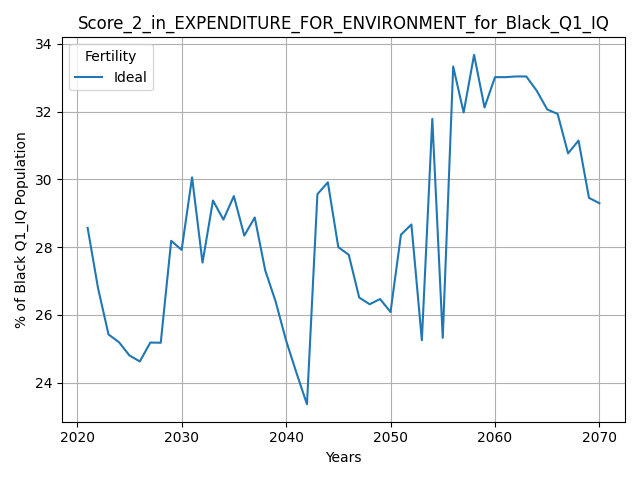 Score_2_in_EXPENDITURE_FOR_ENVIRONMENT_for_Black_Q1_IQ
Fertility
Ideal
% of Black Q1_IQ Population
34
32
30
28
26
24
2020 2030 2040 2050 2060 2070
Years